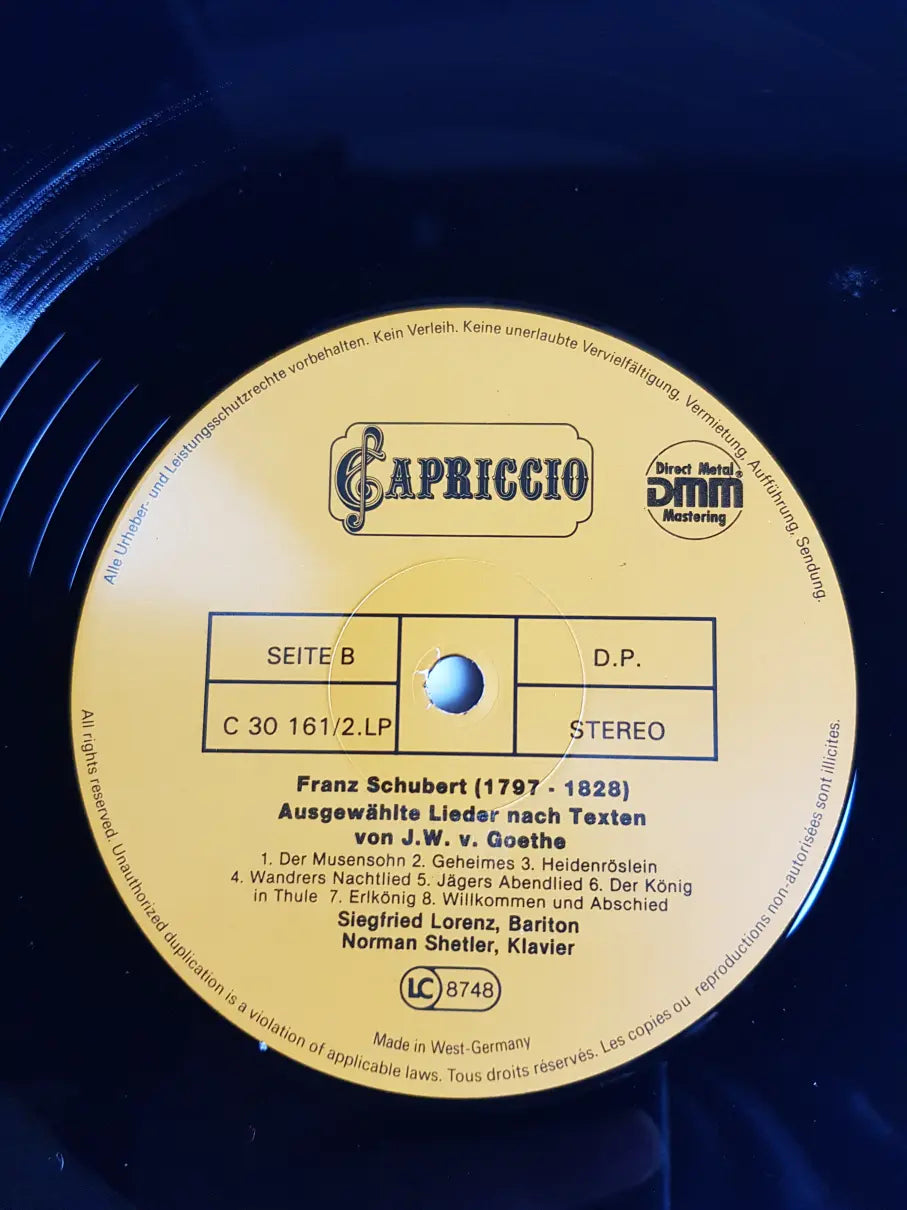 Alle Urheber- und Leistungsschutzrechte vorbehalten. Kein Verleih. Keine unerlaubte Vervielfältigung, Vermietung, Aufführung, Sendung.
CAPRICCIO
Direct Metal
DMM
Mastering
SEITE B
D.P.
C 30 161/2.LP
STEREO
Franz Schubert (1797 - 1828)
Ausgewählte Lieder nach Texten
von J.W. v. Goethe
1. Der Musensohn 2. Geheimes 3. Heidenröslein
4. Wandrers Nachtlied 5. Jägers Abendlied 6. Der König
in Thule 7. Erlkönig 8. Willkommen und Abschied
Siegfried Lorenz, Bariton
Norman Shetler, Klavier
LC 8748
Made in West-Germany
All rights reserved. Unauthorized duplication is a violation of applicable laws. Tous droits réservés. Les copies ou reproductions non-autorisées sont illicites.